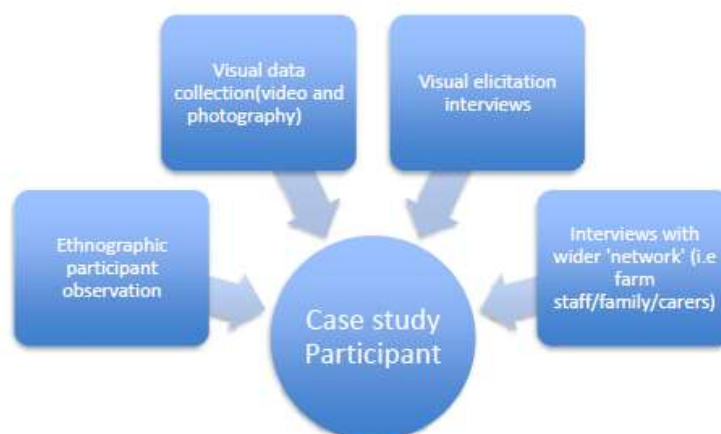 Visual data
collection(video and
photography)
Visual elicitation
interviews
Ethnographic
participant
observation
Interviews with
wider 'network' (i.e
farm
staff/family/carers)
Case study
Participant